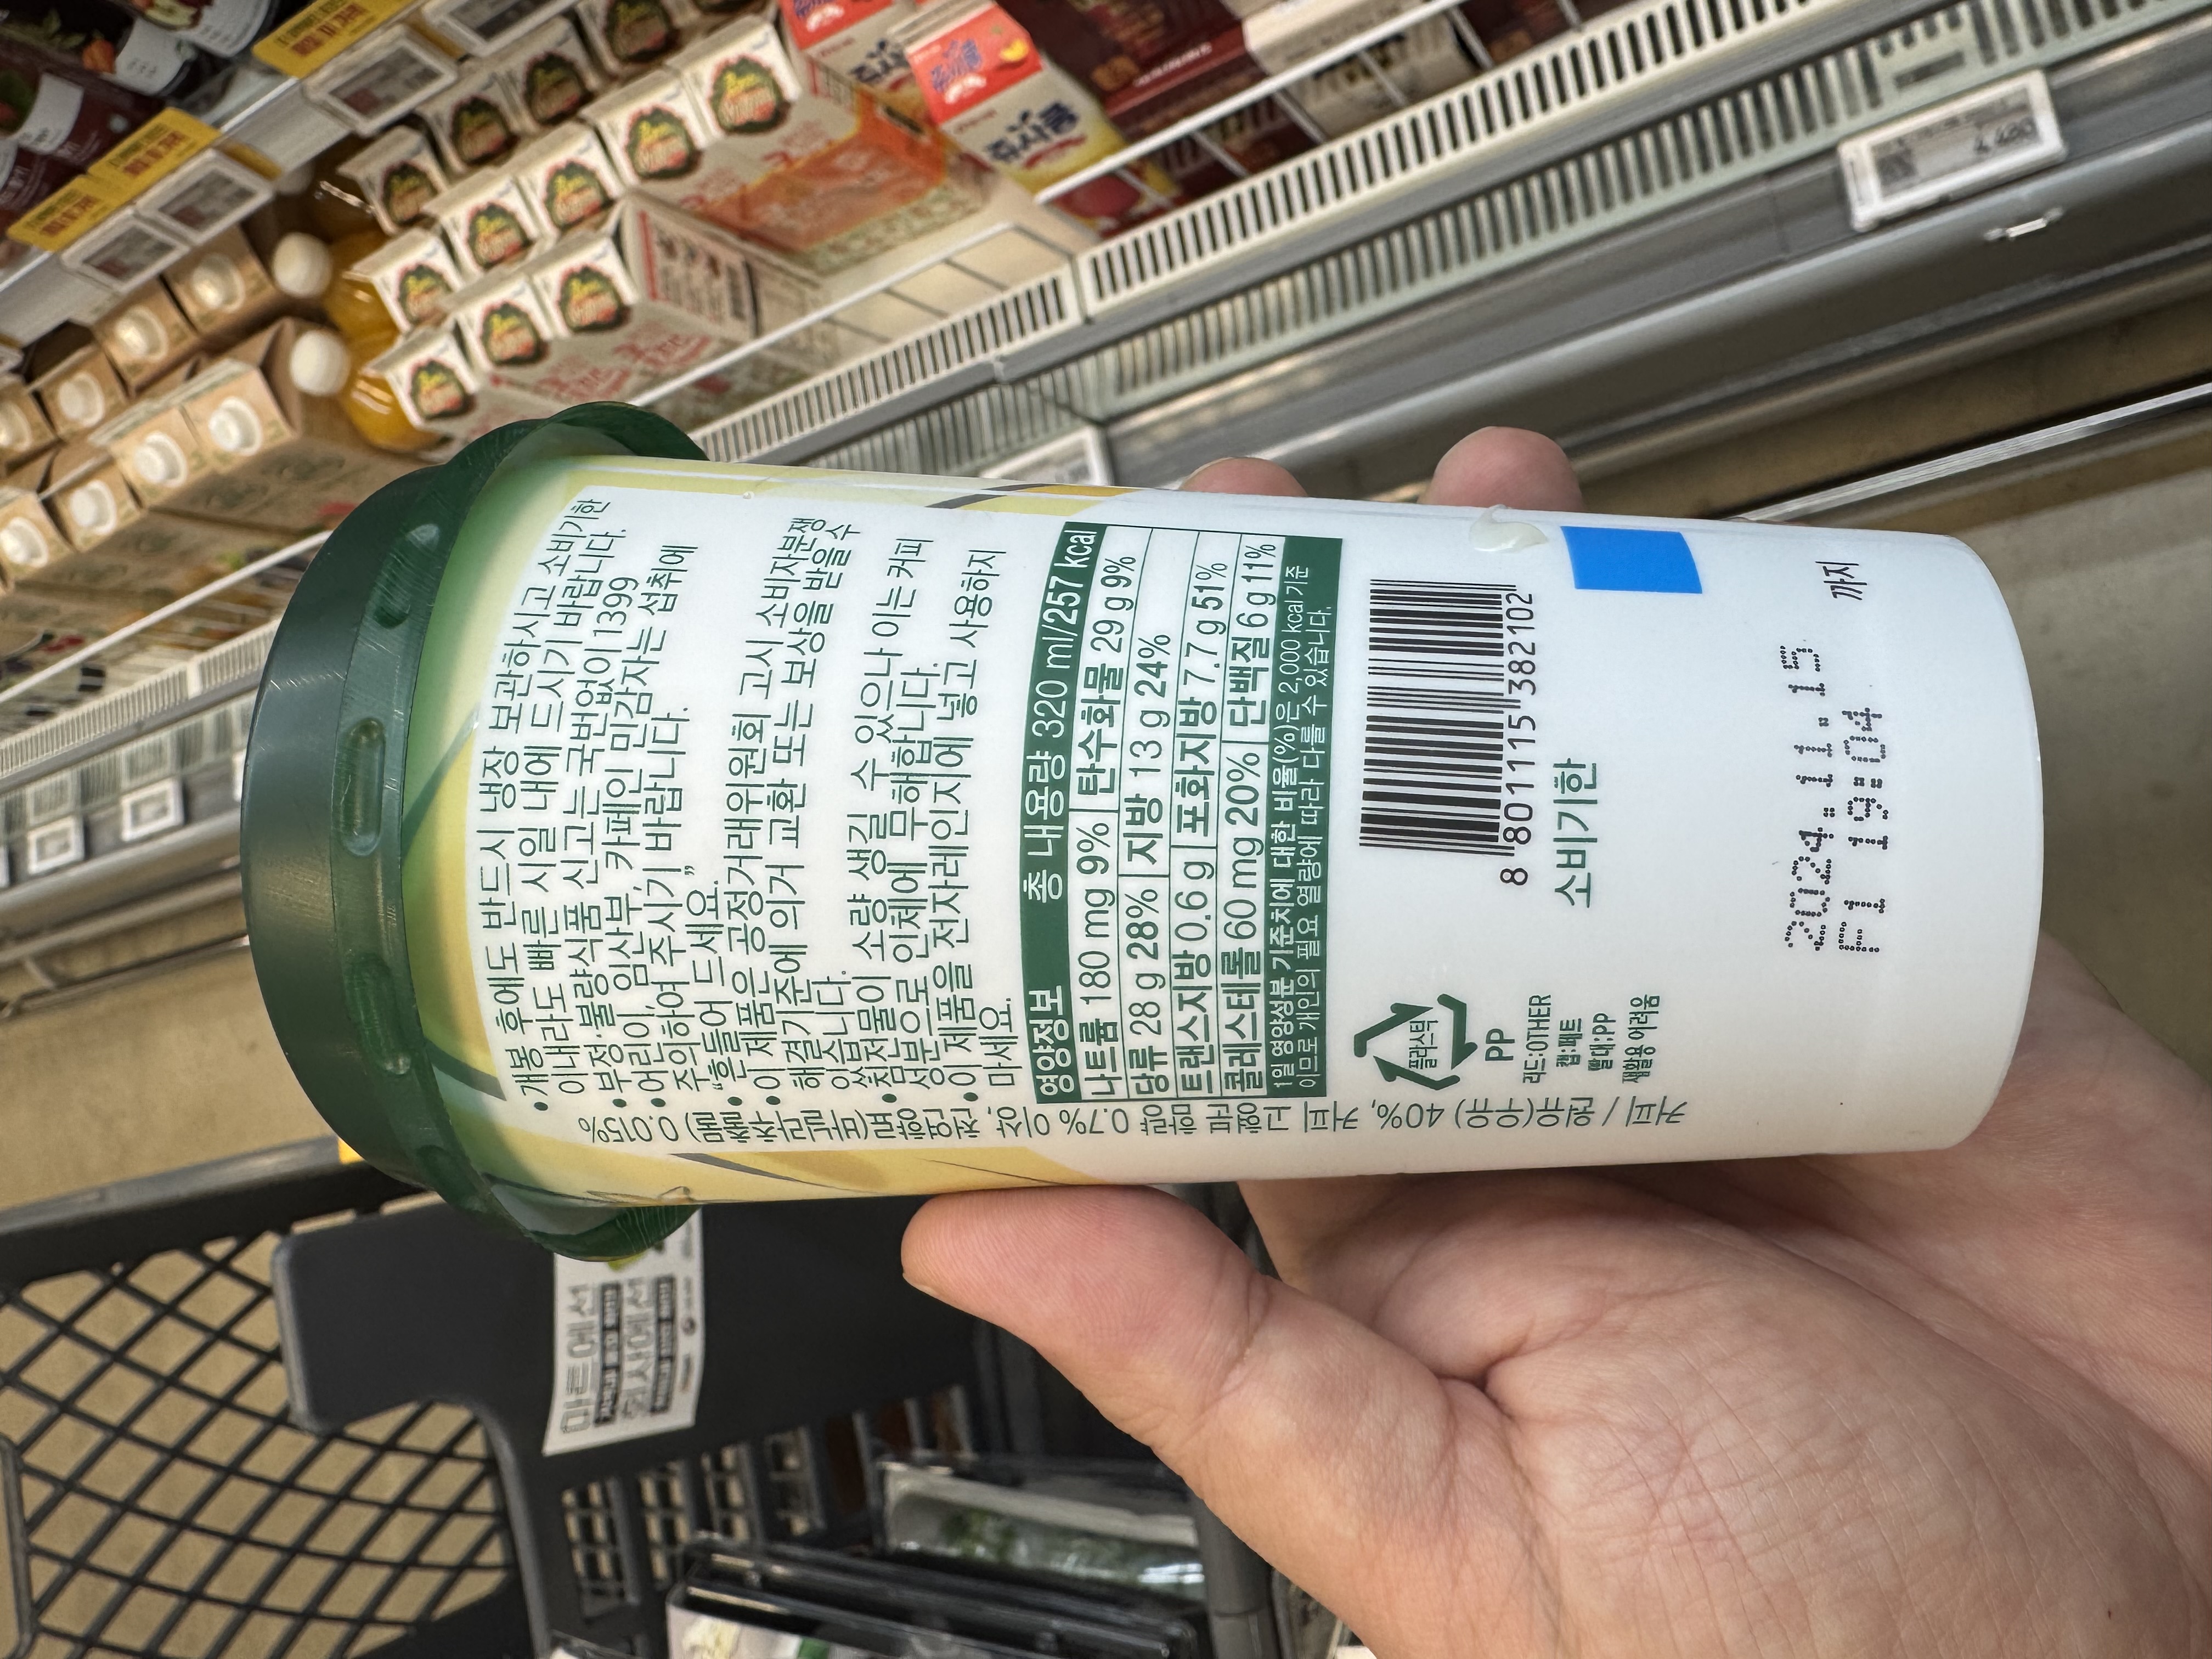 •개봉 후에도 반드시 냉장 보관하시고 소비기한
이내라도 빠른 시일 내에 드시기 바랍니다.
•부정·불량식품 신고는 국번없이 1399
•어린이, 임산부, 카페인 민감자는 섭취에
주의하여 주시기 바랍니다.
•“흔들어 드세요.”
•이 제품은 공정거래위원회 고시 소비자분쟁
해결기준에 의거 교환 또는 보상을 받을 수
있습니다.
•침전물이 소량 생길 수 있으나 이는 커피
성분으로 인체에 무해합니다.
•이 제품을 전자레인지에 넣고 사용하지
마세요.
커피 / 원유(우유) 40%, 커피 고형분 함량 0.7% 이상, 천연향료(바닐라추출물) 0.015%
영양정보 총 내용량 320 ml/257 kcal
나트륨 180 mg 9% 탄수화물 29 g 9%
당류 28 g 28% 지방 13 g 24%
트랜스지방 0.6 g 포화지방 7.7 g 51%
콜레스테롤 60 mg 20% 단백질 6 g 11%
1일 영양성분 기준치에 대한 비율(%)은 2,000 kcal 기준
이므로 개인의 필요 열량에 따라 다를 수 있습니다.
플라스틱
PP
리드:OTHER
캡:페트
빨대:PP
재활용 어려움
8 801115 382102
소비기한
2024.11.15
F1 19:04
까지
마트에선
회사에선